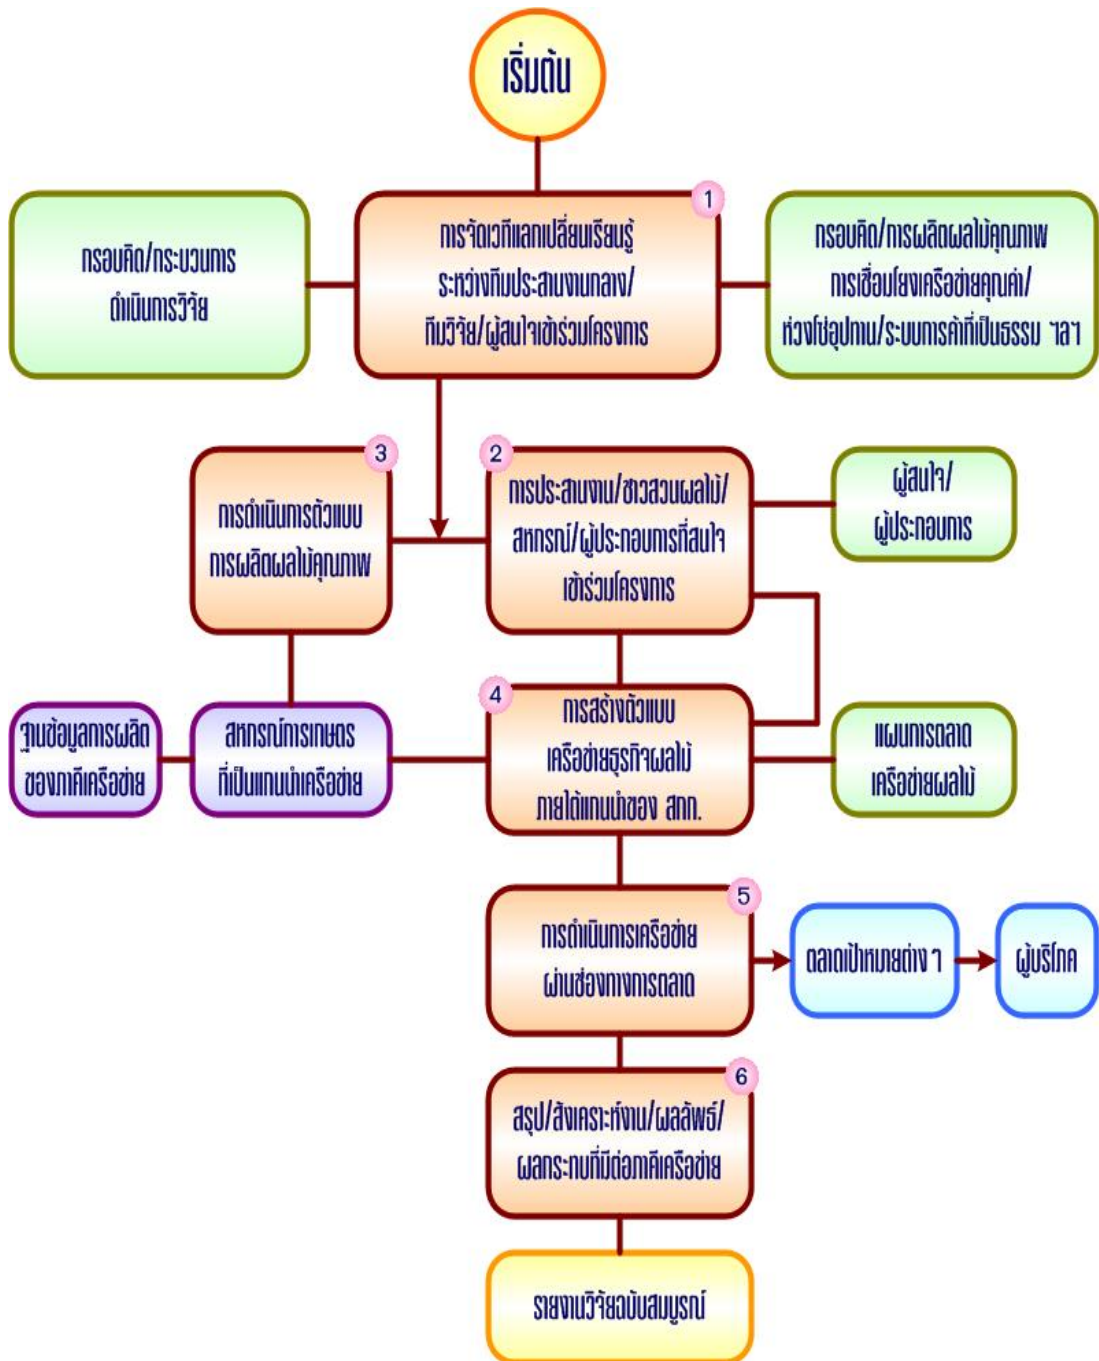 เริ่มต้น
กรอบคิด/กระบวนการ
ดำเนินการวิจัย
1
การจัดเวทีแลกเปลี่ยนเรียนรู้
ระหว่างทีมประสานงานกลาง/
ทีมวิจัย/ผู้สนใจเข้าร่วมโครงการ
กรอบคิด/การผลิตผลไม้คุณภาพ
การเชื่อมโยงเครือข่ายคุณค่า/
ห่วงโซ่อุปทาน/ระบบการค้าที่เป็นธรรม ฯลฯ
3
การดำเนินการตัวแบบ
การผลิตผลไม้คุณภาพ
2
การประสานงาน/ชาวสวนผลไม้/
สหกรณ์/ผู้ประกอบการที่สนใจ
เข้าร่วมโครงการ
ผู้สนใจ/
ผู้ประกอบการ
ฐานข้อมูลการผลิต
ของภาคีเครือข่าย
สหกรณ์การเกษตร
ที่เป็นแกนนำเครือข่าย
4
การสร้างตัวแบบ
เครือข่ายธุรกิจผลไม้
ภายใต้แกนนำของ สกก.
แผนการตลาด
เครือข่ายผลไม้
5
การดำเนินการเครือข่าย
ผ่านช่องทางการตลาด
ตลาดเป้าหมายต่าง ๆ
ผู้บริโภค
6
สรุป/สังเคราะห์งาน/ผลลัพธ์/
ผลกระทบที่มีต่อภาคีเครือข่าย
รายงานวิจัยฉบับสมบูรณ์